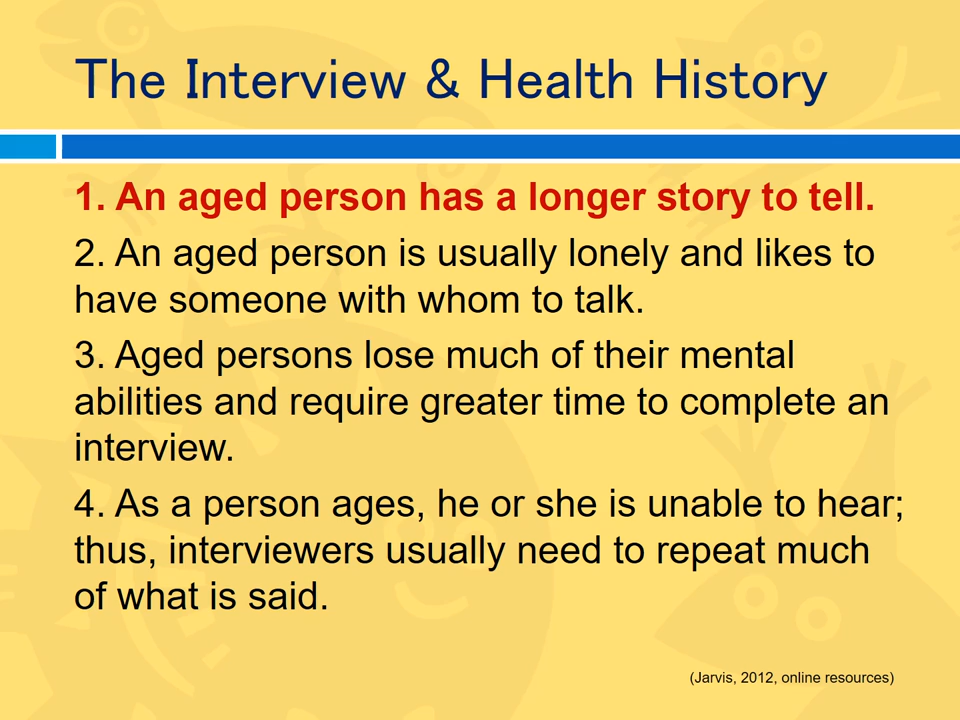 The Interview & Health History
1. An aged person has a longer story to tell.
2. An aged person is usually lonely and likes to
have someone with whom to talk.
3. Aged persons lose much of their mental
abilities and require greater time to complete an
interview.
4. As a person ages, he or she is unable to hear;
thus, interviewers usually need to repeat much
of what is said.
(Jarvis, 2012, online resources)